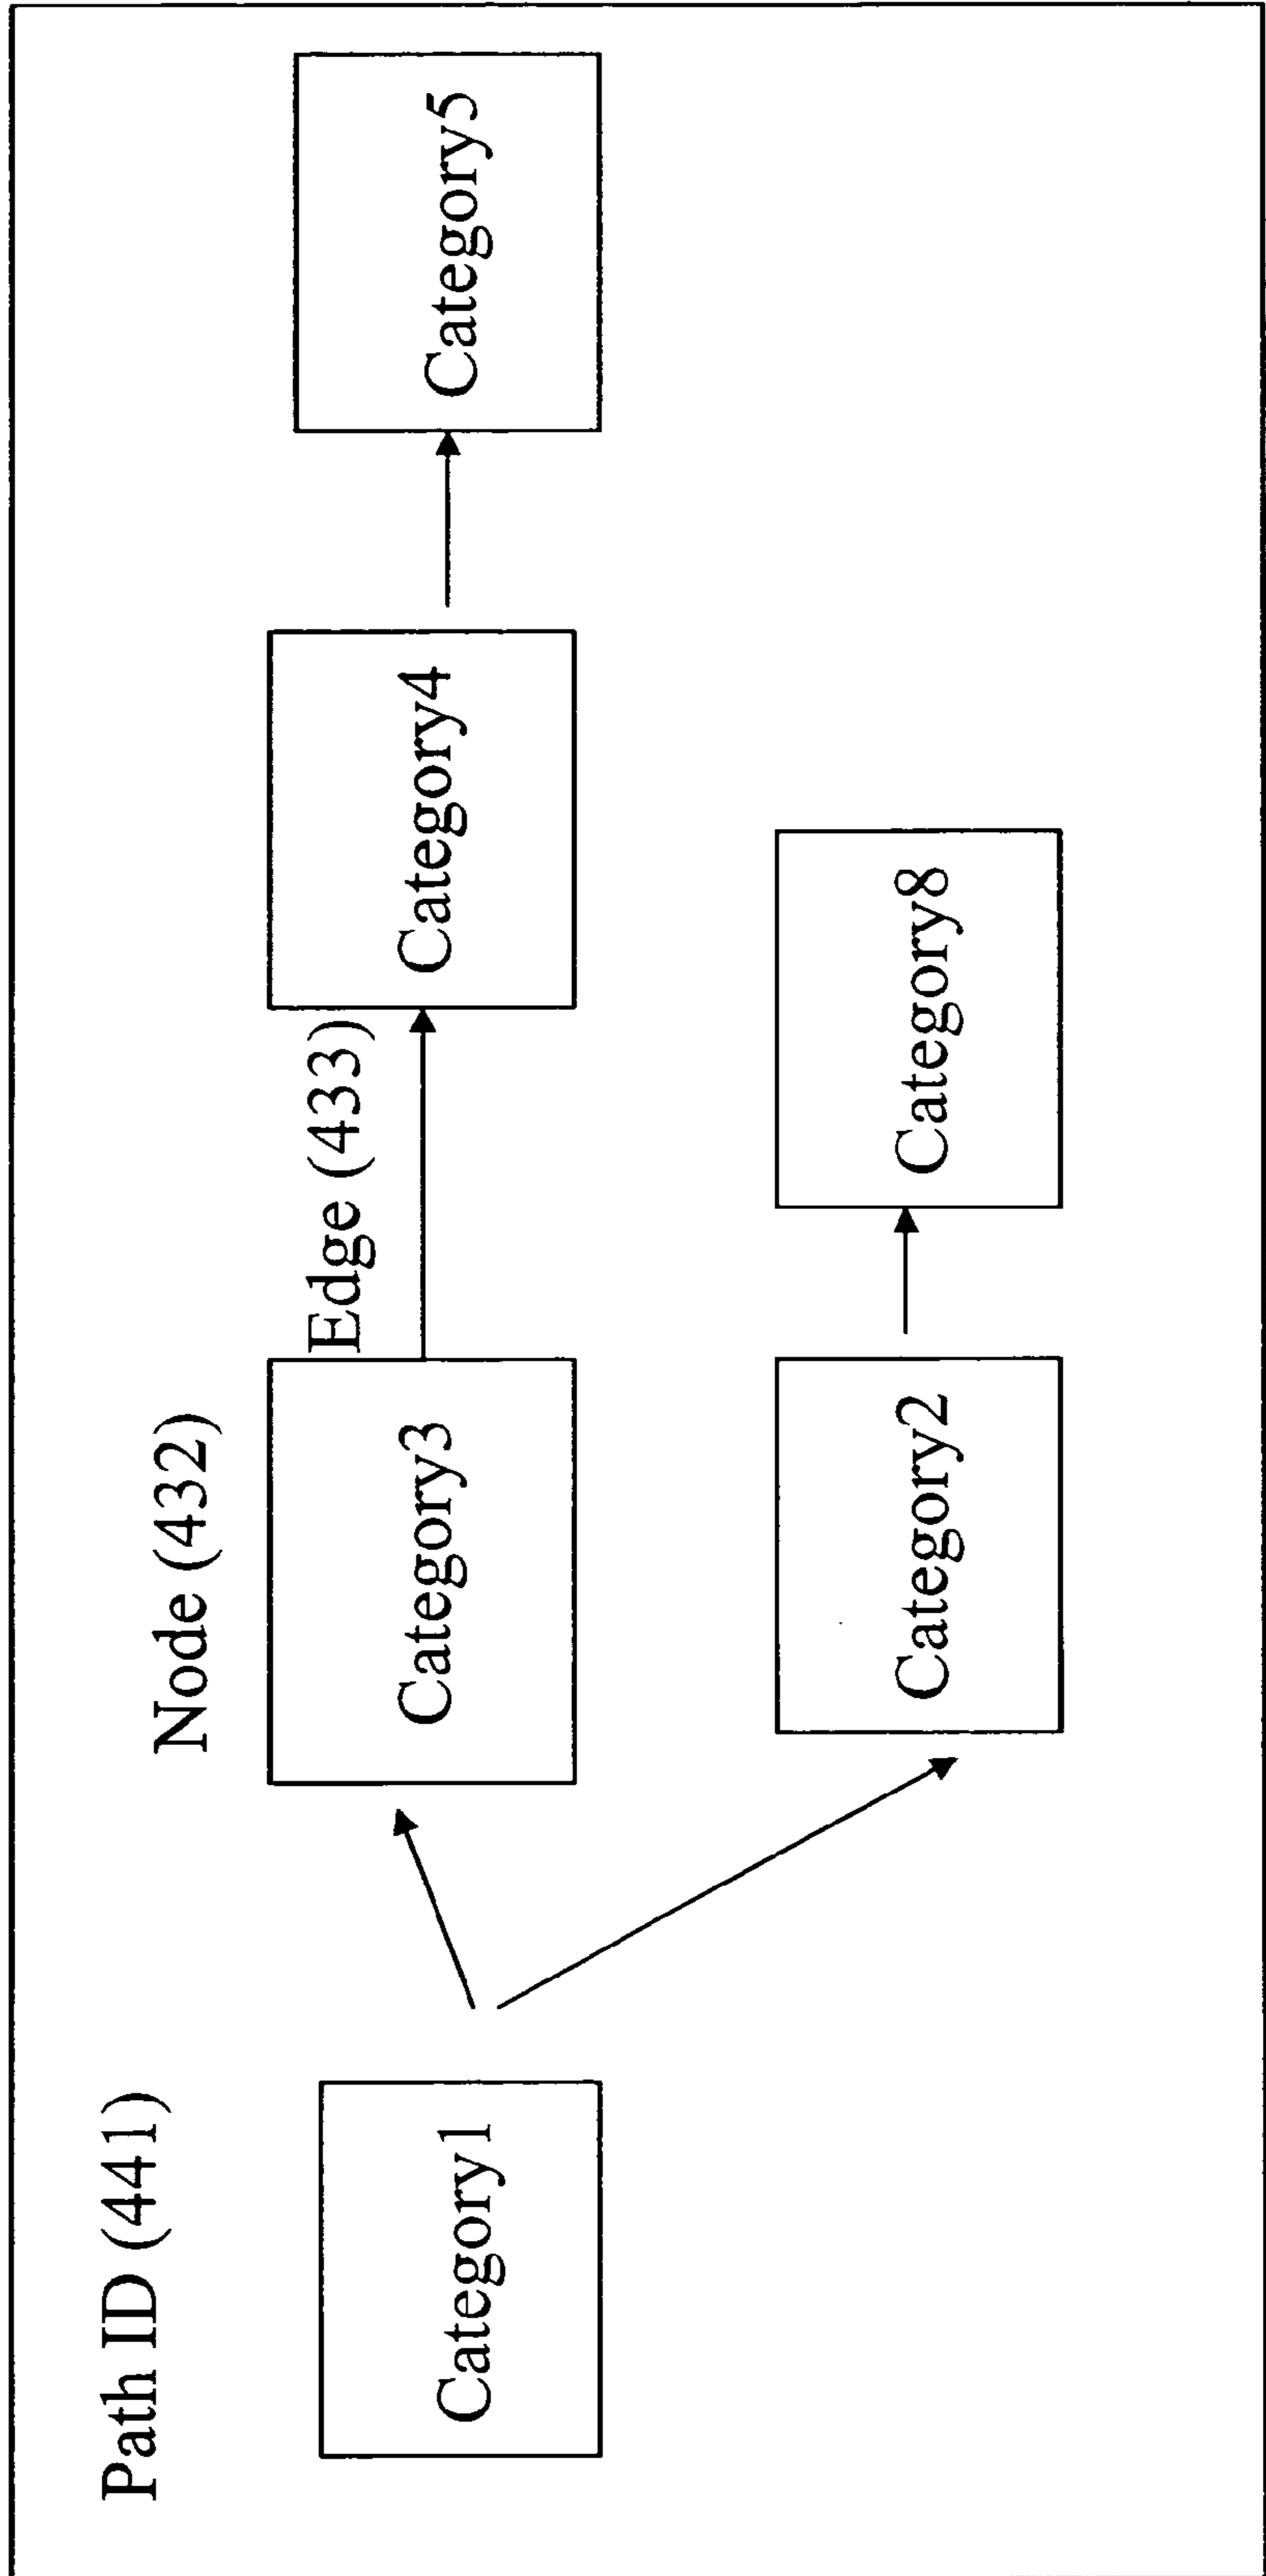 Path ID (441)
Node (432)
Edge (433)
Category1
Category3
Category4
Category5
Category2
Category8